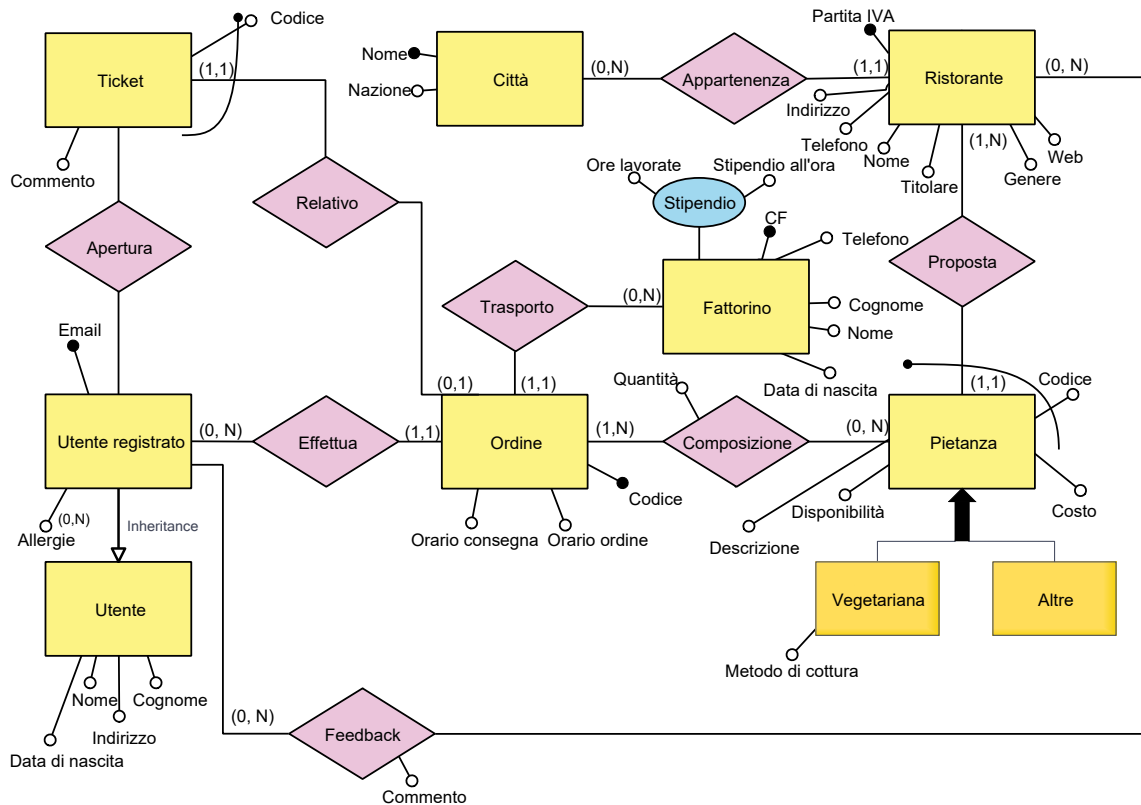 Codice
Ticket
(1,1)
Commento
Apertura
Relativo
Nome
Nazione
Città
(0,N)
Appartenenza
(1,1)
Partita IVA
Ristorante
(0, N)
Indirizzo
Telefono
Nome
Titolare
(1,N)
Genere
Web
Ore lavorate
Stipendio all'ora
Stipendio
CF
Telefono
Cognome
Nome
Data di nascita
Fattorino
(0,N)
Trasporto
(1,1)
(0,1)
Proposta
(1,1)
Codice
Email
Utente registrato
(0, N)
Effettua
(1,1)
Ordine
(1,N)
Quantità
Composizione
(0, N)
Pietanza
Codice
Orario consegna
Orario ordine
Descrizione
Disponibilità
Costo
Allergie
(0,N)
Inheritance
Utente
Nome
Cognome
Indirizzo
Data di nascita
Vegetariana
Altre
Metodo di cottura
(0, N)
Feedback
Commento